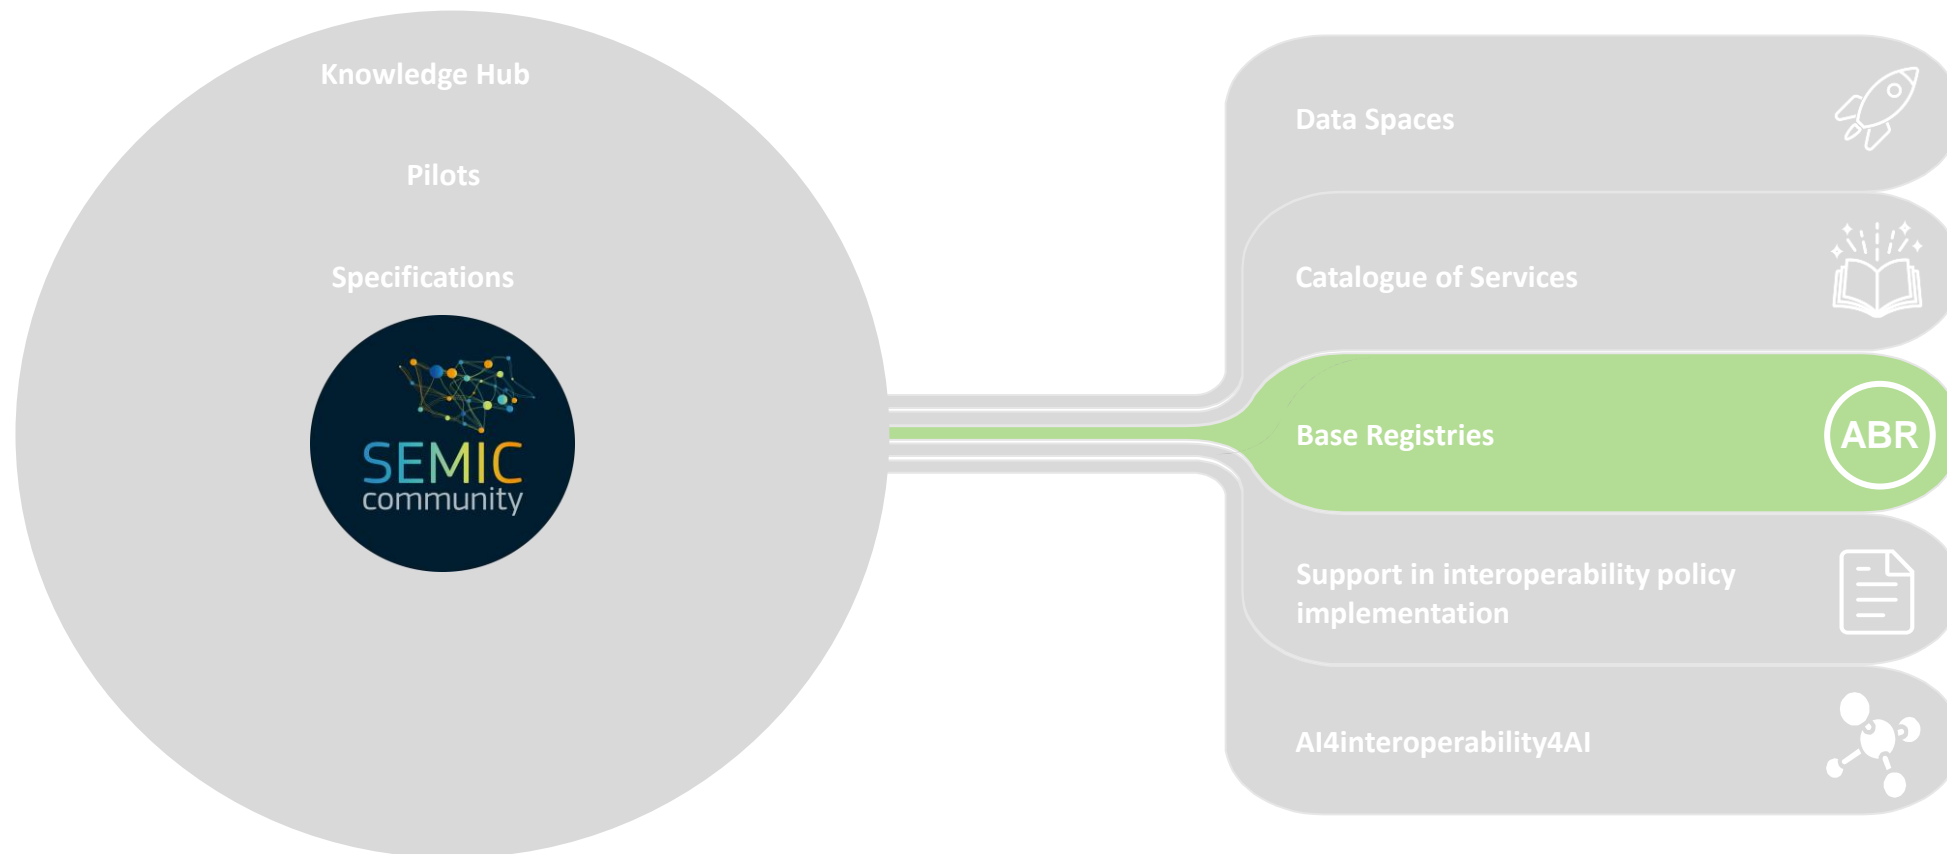 Knowledge Hub
Pilots
Specifications
SEMIC
community
Data Spaces
Catalogue of Services
Base Registries
ABR
Support in interoperability policy
implementation
AI4interoperability4AI